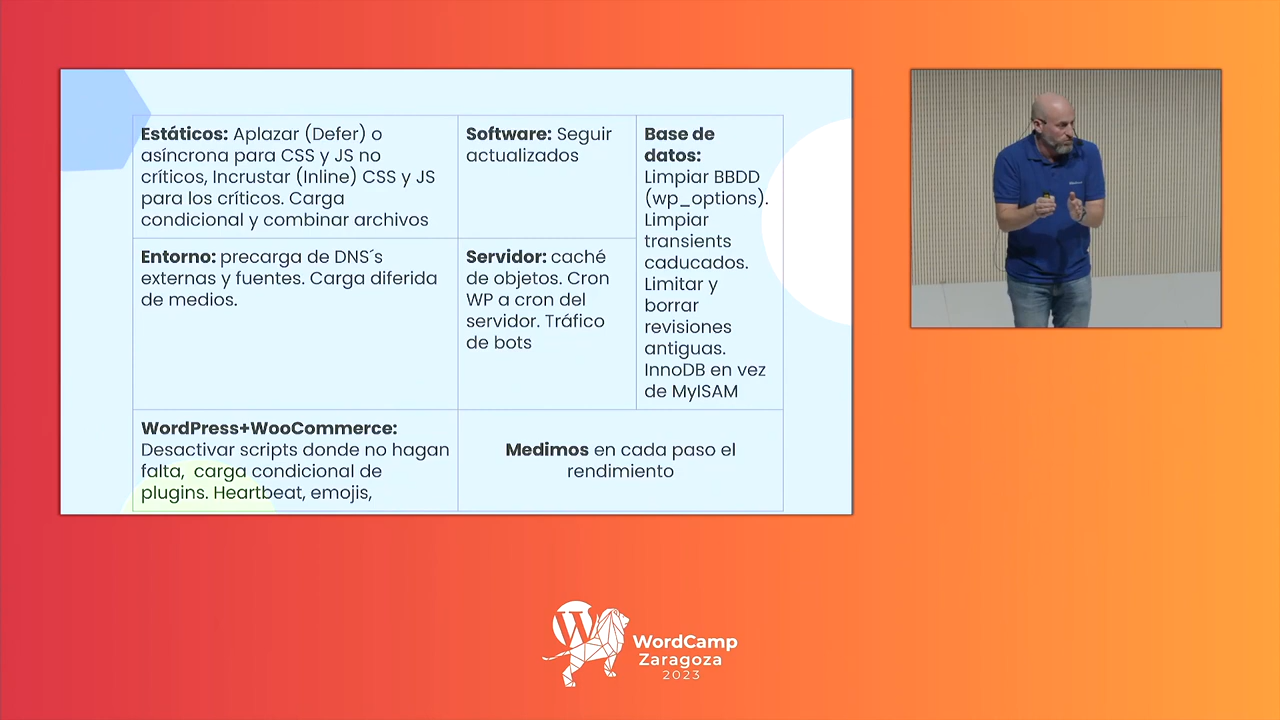 Estáticos: Aplazar (Defer) o
asíncrona para CSS y JS no
críticos, Incrustar (Inline) CSS y JS
para los críticos. Carga
condicional y combinar archivos
Software: Seguir
actualizados
Base de
datos:
Limpiar BBDD
(wp_options).
Limpiar
transients
caducados.
Limitar y
borrar
revisiones
antiguas.
InnoDB en vez
de MyISAM
Entorno: precarga de DNS´s
externas y fuentes. Carga diferida
de medios.
Servidor: caché
de objetos. Cron
WP a cron del
servidor. Tráfico
de bots
WordPress+WooCommerce:
Desactivar scripts donde no hagan
falta, carga condicional de
plugins. Heartbeat, emojis,
Medimos en cada paso el
rendimiento
WordCamp
Zaragoza
2023